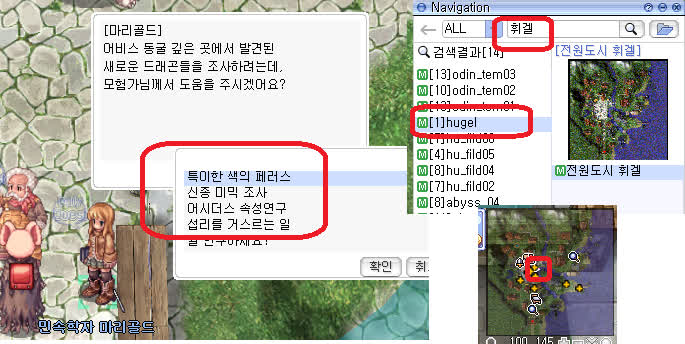 [마리골드]
어비스 동굴 깊은 곳에서 발견된
새로운 드래곤들을 조사하려는데,
모험가님께서 도움을 주시겠어요?
특이한 색의 페러스
신종 미믹 조사
어시더스 속성연구
섭리를 거스르는 일
확인
취
민속학자 마리골드
Navigation
ALL
휘겔
검색결과[14]
[13]odin_tem03
[10]odin_tem02
[1]hugel
[4]hu_fild05
[8]hu_fild04
[7]hu_fild02
[8]abyss_04
[전원도시 휘겔]
전원도시 휘겔
100 145